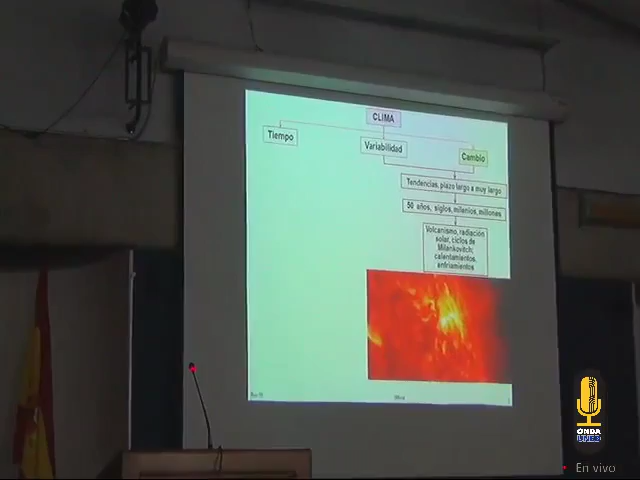 CLIMA
Tiempo
Variabilidad
Cambio
Tendencias, plazo largo a muy largo
50 años, siglos, milenios, millones
Volcanismo, radiación
solar, ciclos de
Milankovitch;
calentamientos,
enfriamientos
ONDA
En vivo